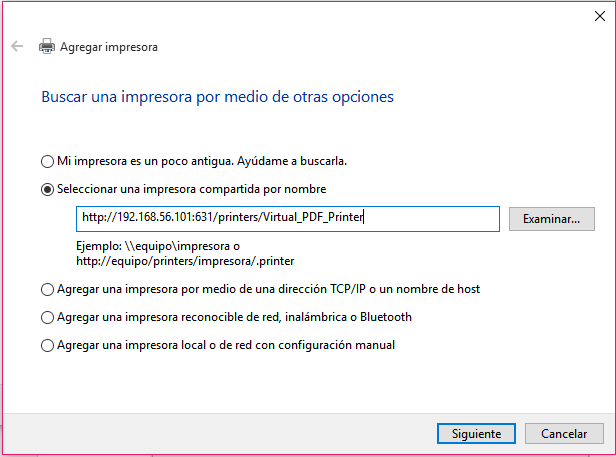 Agregar impresora
Buscar una impresora por medio de otras opciones
Mi impresora es un poco antigua. Ayúdame a buscarla.
Seleccionar una impresora compartida por nombre
http://192.168.56.101:631/printers/Virtual_PDF_Printer
Examinar...
Ejemplo: \\equipo\impresora o
http://equipo/printers/impresora/.printer
Agregar una impresora por medio de una dirección TCP/IP o un nombre de host
Agregar una impresora reconocible de red, inalámbrica o Bluetooth
Agregar una impresora local o de red con configuración manual
Siguiente
Cancelar